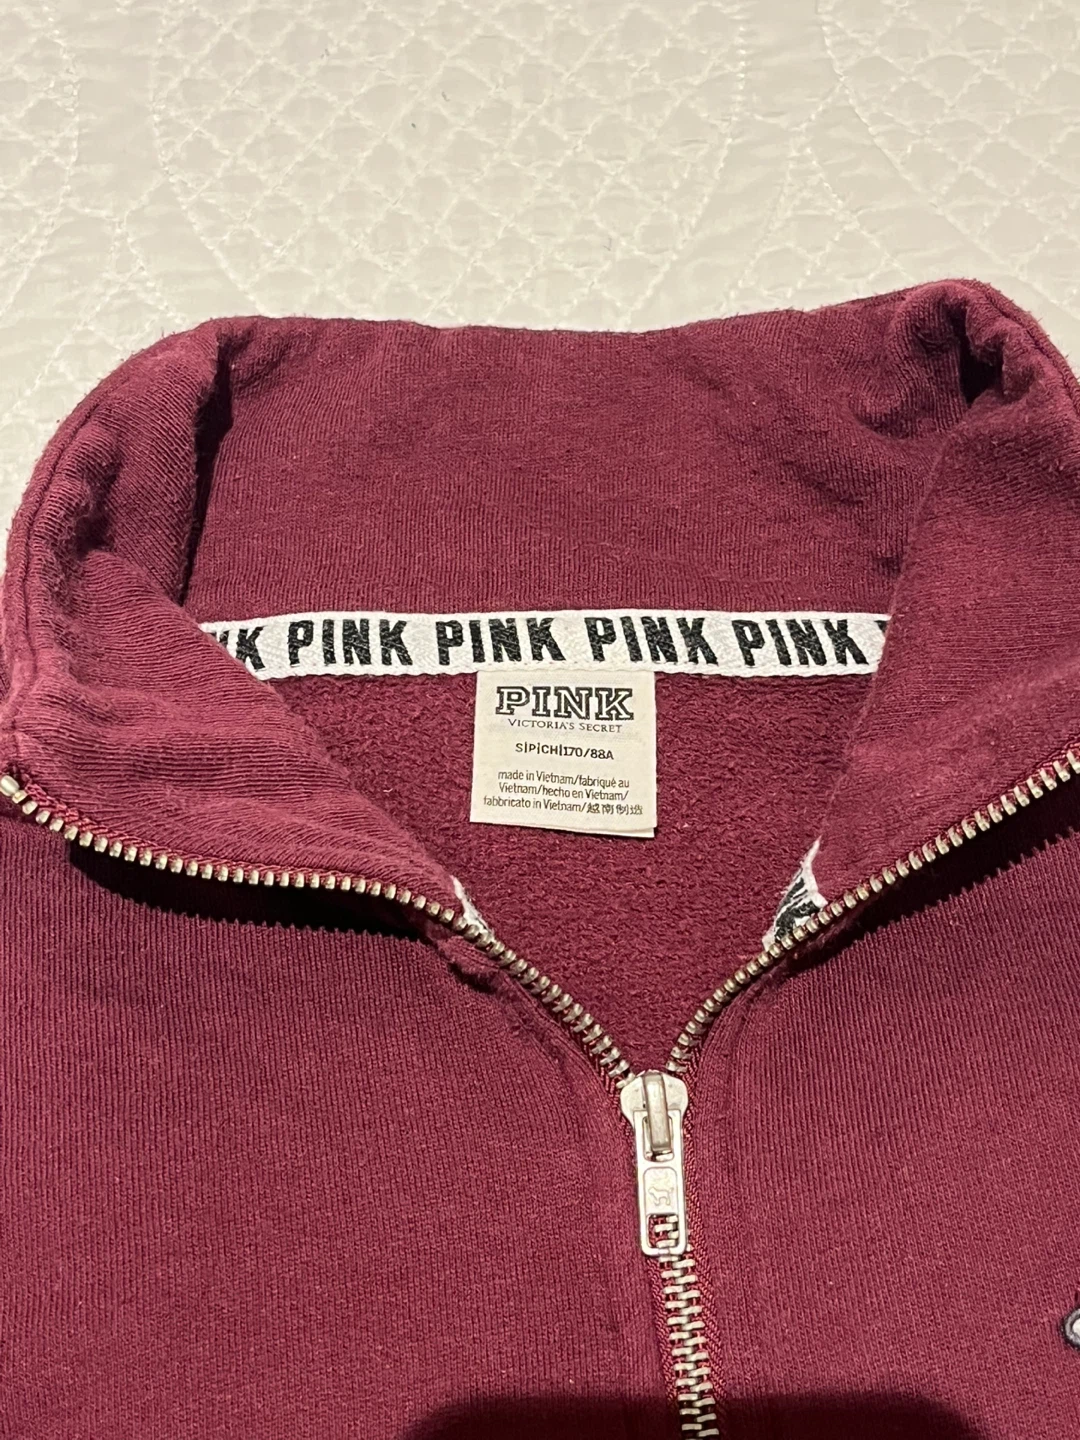 PINK PINK PINK PINK
PINK
VICTORIA'S SECRET
S|P|CH|170/88A
made in Vietnam/fabriqué au
Vietnam/hecho en Vietnam/
fabbricato in Vietnam/越南制造